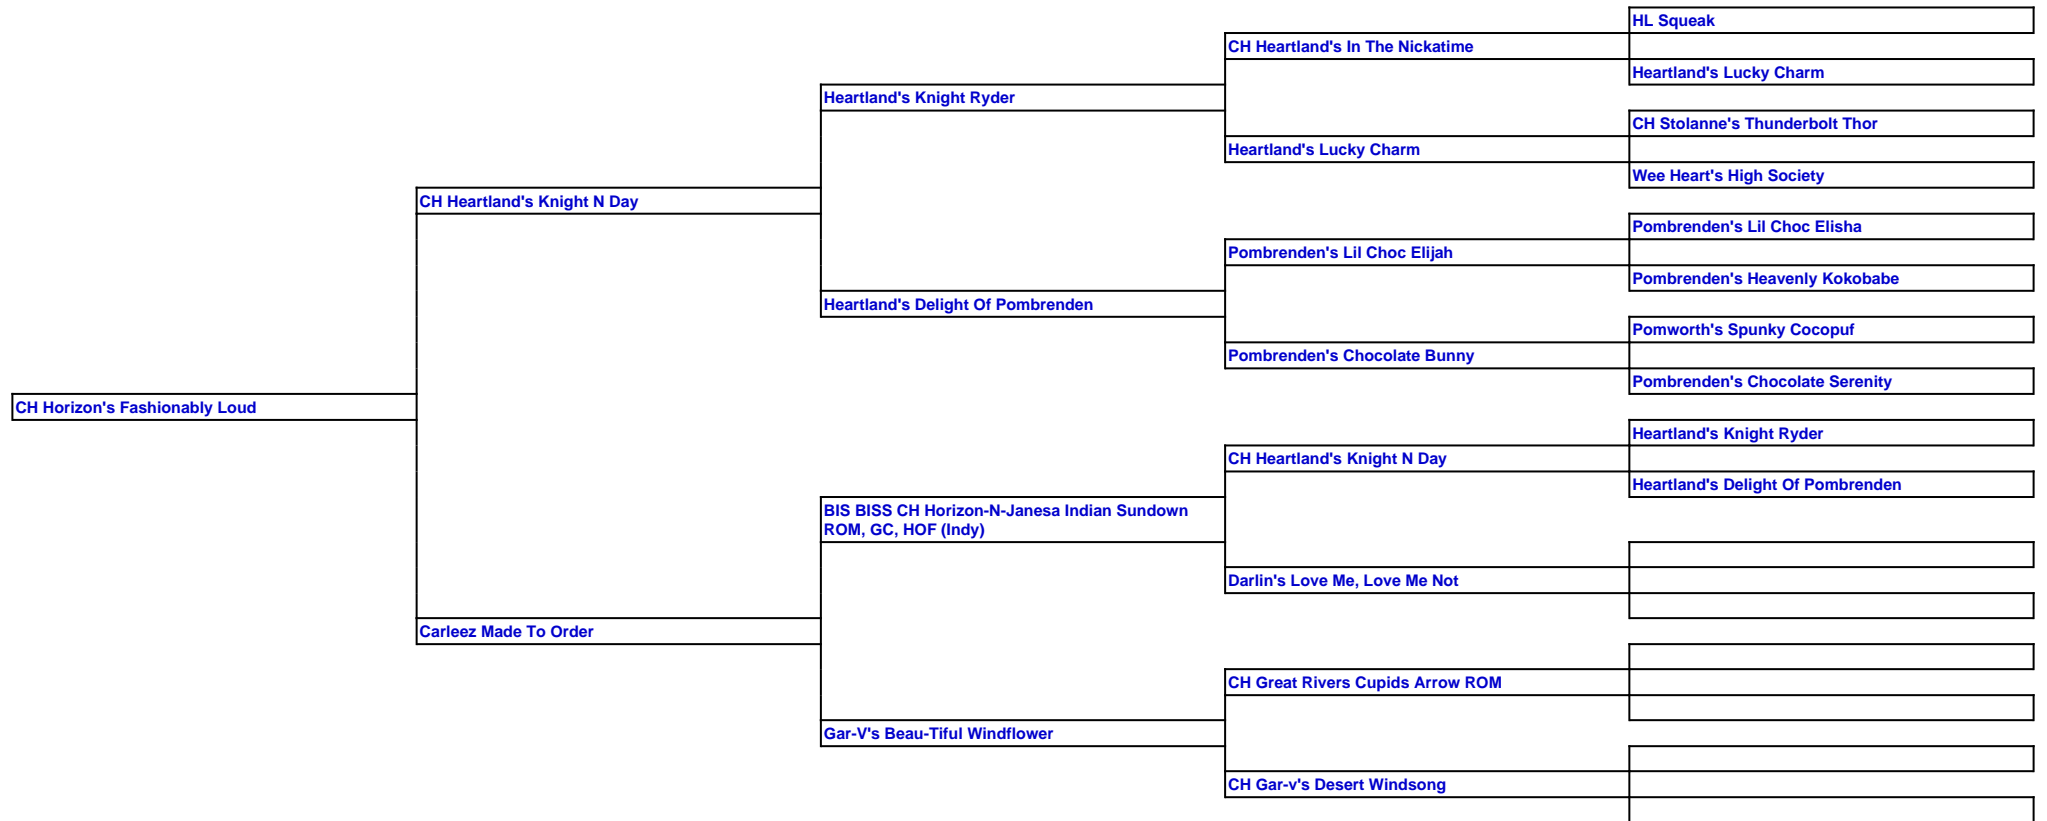 HL Squeak
CH Heartland's In The Nickatime
Heartland's Lucky Charm
Heartland's Knight Ryder
CH Stolanne's Thunderbolt Thor
Heartland's Lucky Charm
Wee Heart's High Society
CH Heartland's Knight N Day
Pombrenden's Lil Choc Elisha
Pombrenden's Lil Choc Elijah
Pombrenden's Heavenly Kokobabe
Heartland's Delight Of Pombrenden
Pomworth's Spunky Cocopuf
Pombrenden's Chocolate Bunny
Pombrenden's Chocolate Serenity
CH Horizon's Fashionably Loud
Heartland's Knight Ryder
CH Heartland's Knight N Day
Heartland's Delight Of Pombrenden
BIS BISS CH Horizon-N-Janesa Indian Sundown
ROM, GC, HOF (Indy)
Darlin's Love Me, Love Me Not
Carleez Made To Order
CH Great Rivers Cupids Arrow ROM
Gar-V's Beau-Tiful Windflower
CH Gar-v's Desert Windsong